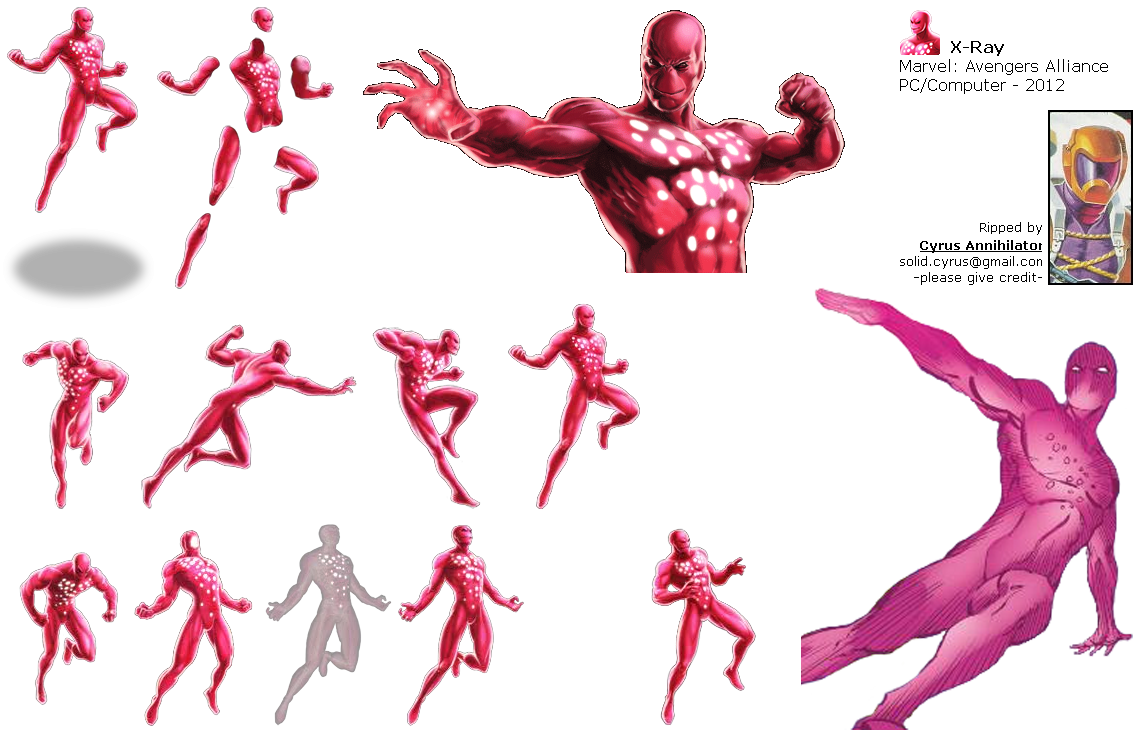 X-Ray
Marvel: Avengers Alliance
PC/Computer - 2012
Ripped by
Cyrus Annihilator
solid.cyrus@gmail.con
-please give credit-